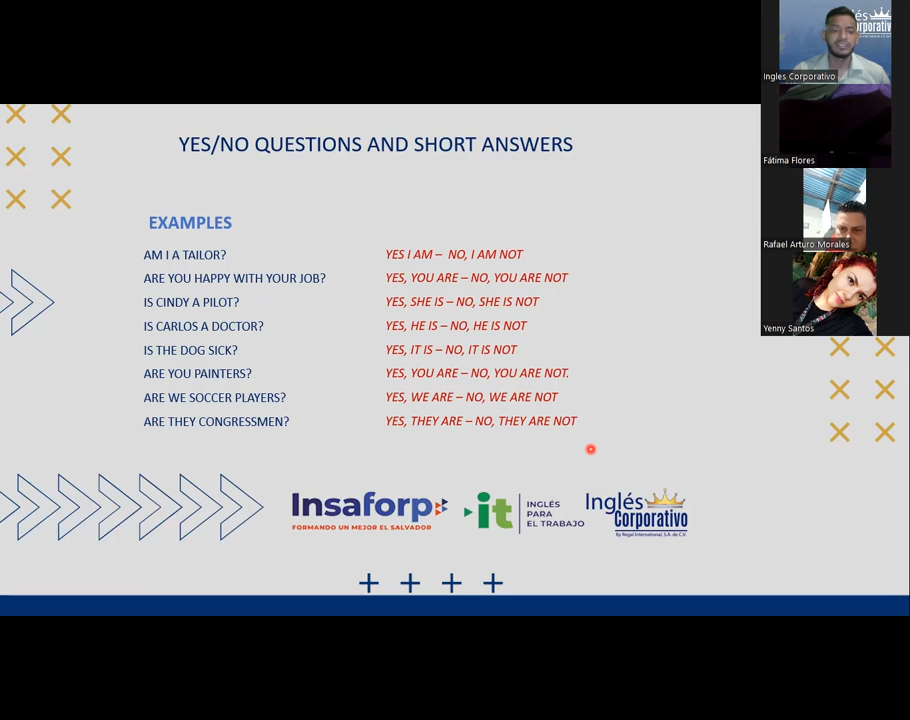 YES/NO QUESTIONS AND SHORT ANSWERS
EXAMPLES
AM I A TAILOR? YES I AM – NO, I AM NOT
ARE YOU HAPPY WITH YOUR JOB? YES, YOU ARE – NO, YOU ARE NOT
IS CINDY A PILOT? YES, SHE IS – NO, SHE IS NOT
IS CARLOS A DOCTOR? YES, HE IS – NO, HE IS NOT
IS THE DOG SICK? YES, IT IS – NO, IT IS NOT
ARE YOU PAINTERS? YES, YOU ARE – NO, YOU ARE NOT.
ARE WE SOCCER PLAYERS? YES, WE ARE – NO, WE ARE NOT
ARE THEY CONGRESSMEN? YES, THEY ARE – NO, THEY ARE NOT
Insaforp
FORMANDO UN MEJOR EL SALVADOR
it
INGLÉS
PARA
EL TRABAJO
Inglés
Corporativo
By Regal International, S.A. de C.V.
Ingles Corporativo
Fátima Flores
Rafael Arturo Morales
Yenny Santos